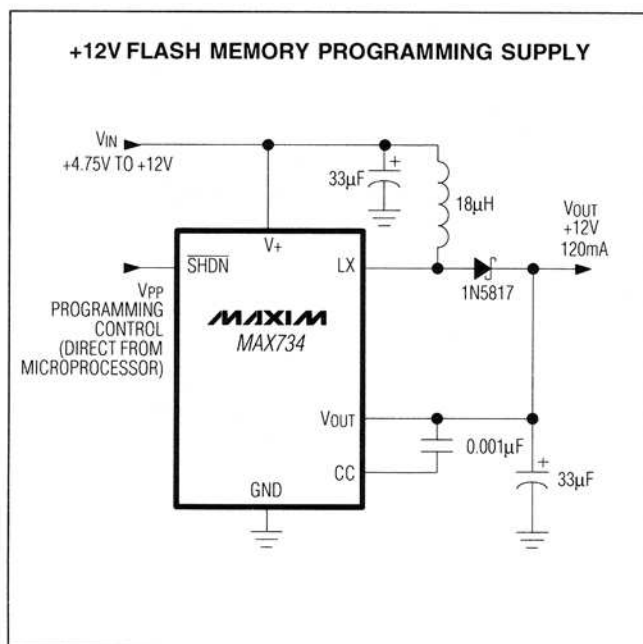 +12V FLASH MEMORY PROGRAMMING SUPPLY
VIN
+4.75V TO +12V
33µF
+
18µH
VOUT
+12V
120mA
V+
SHDN
LX
1N5817
VPP
PROGRAMMING
CONTROL
(DIRECT FROM
MICROPROCESSOR)
MAXIM
MAX734
VOUT
0.001µF
CC
+
33µF
GND